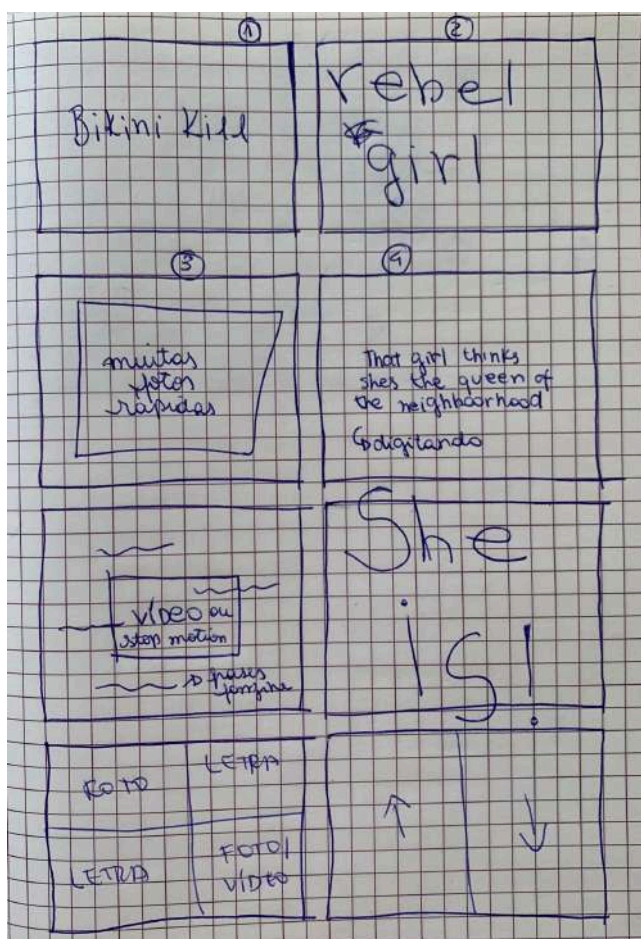 ①
②
Bikini Kill
rebel
girl
③
④
muitas
fotos
rápidas
That girl thinks
shes the queen of
the neighboorhood
↳ digitando
VÍDEO ou
stop motion
→ frases
fanzine
She
is!
FOTO
LETRA
LETRA
FOTO/
VÍDEO
↑
↓